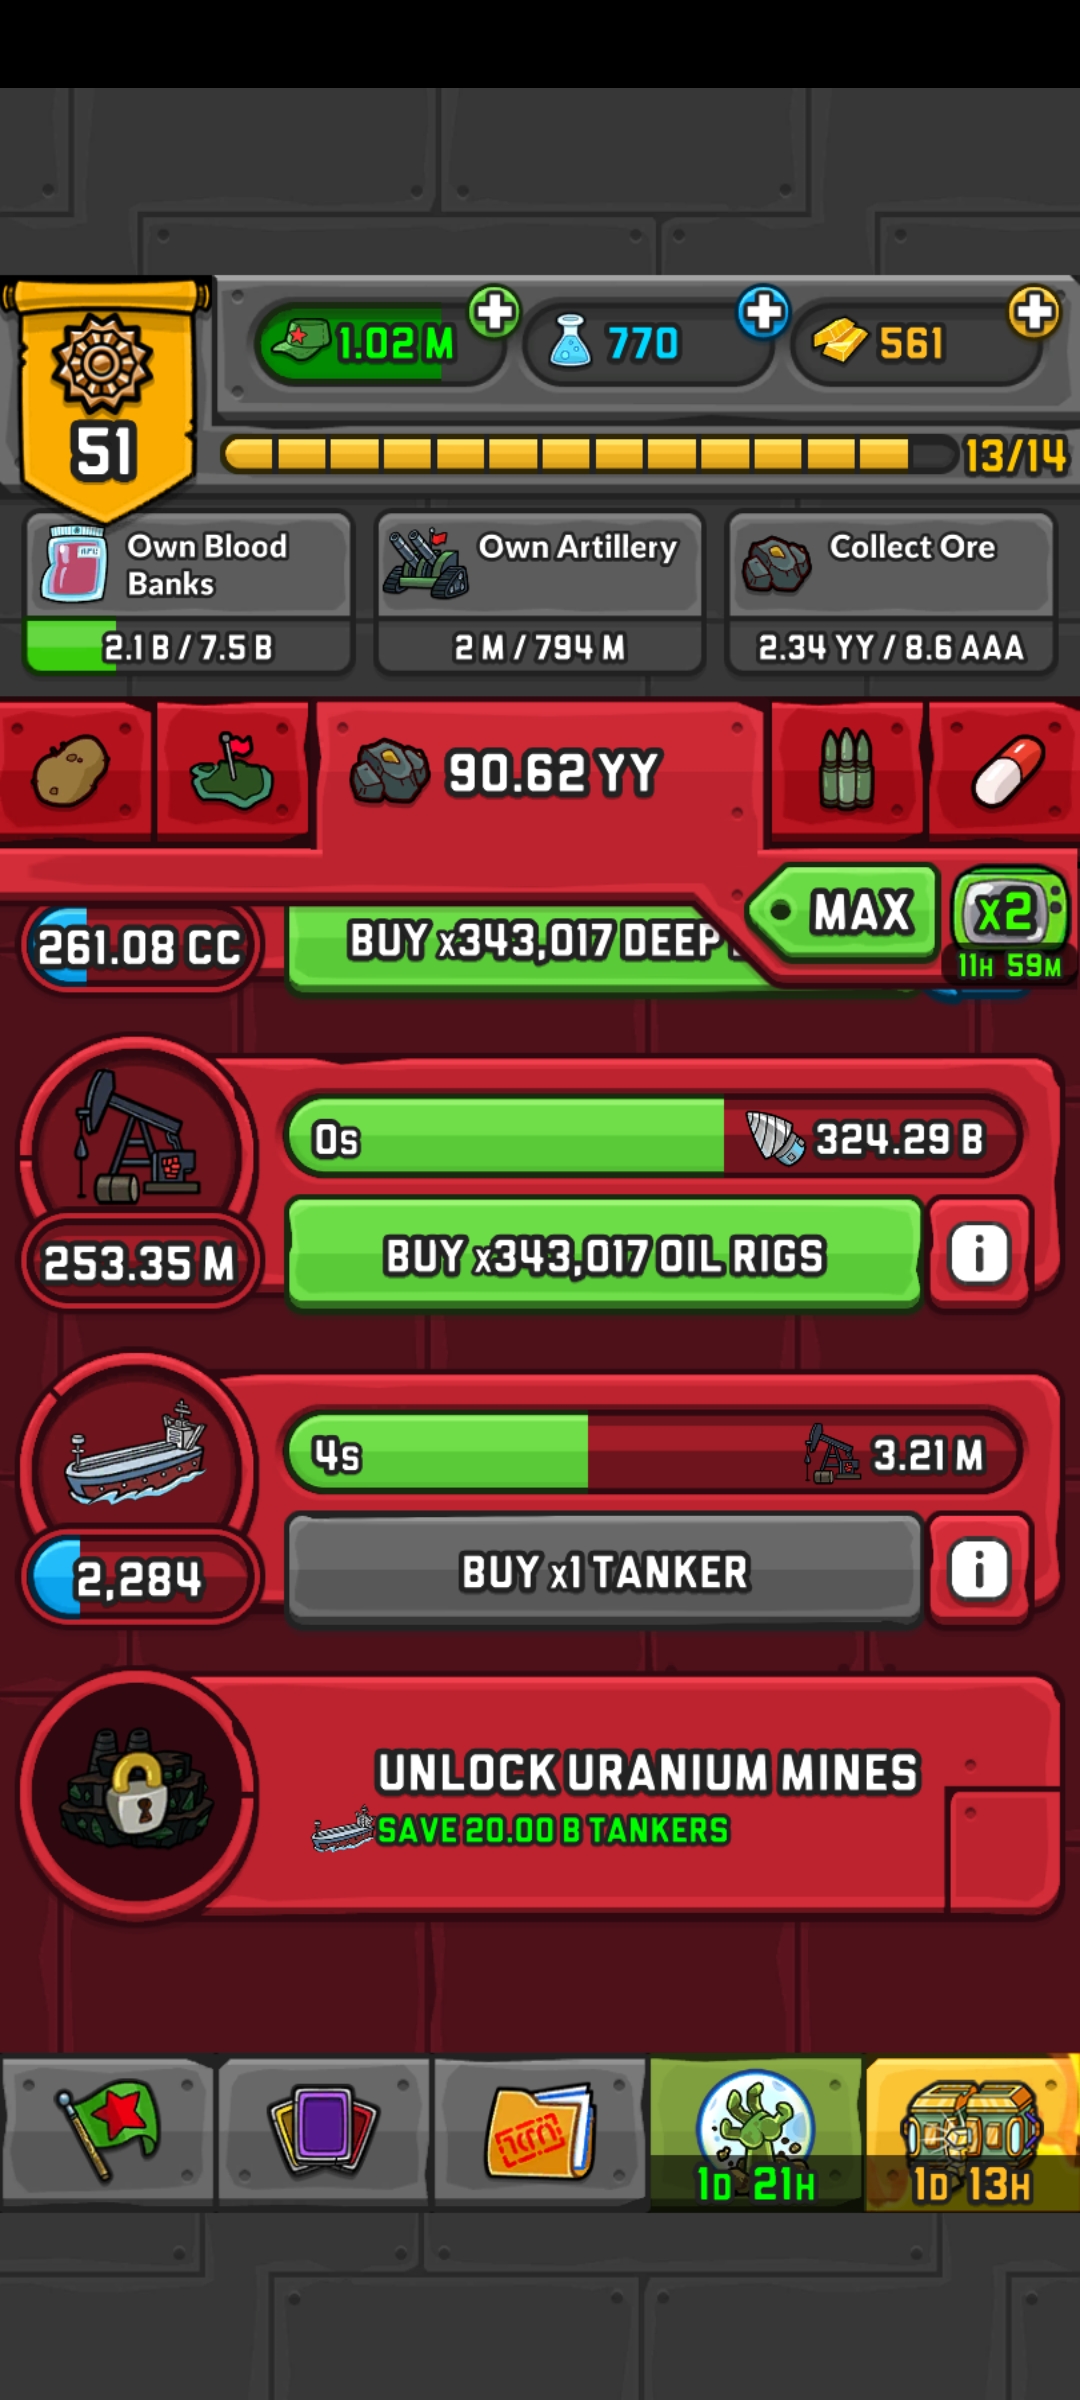 1.02 M
770
561
51
13/14
Own Blood
Banks
2.1 B / 7.5 B
Own Artillery
2 M / 794 M
Collect Ore
2.34 YY / 8.6 AAA
90.62 YY
MAX
x2
11H 59M
261.08 CC
BUY x343,017 DEEP
0s
324.29 B
253.35 M
BUY x343,017 OIL RIGS
i
4s
3.21 M
2,284
BUY x1 TANKER
i
UNLOCK URANIUM MINES
SAVE 20.00 B TANKERS
1D 21H
1D 13H